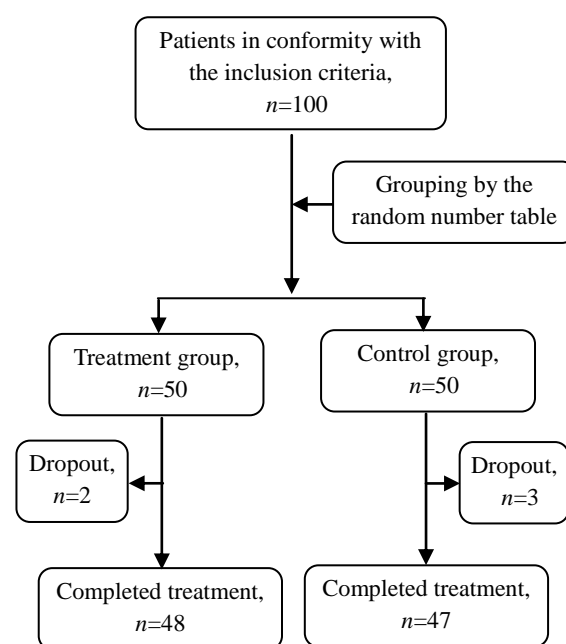 Patients in conformity with
the inclusion criteria,
n=100
Grouping by the
random number table
Treatment group,
n=50
Control group,
n=50
Dropout,
n=2
Dropout,
n=3
Completed treatment,
n=48
Completed treatment,
n=47